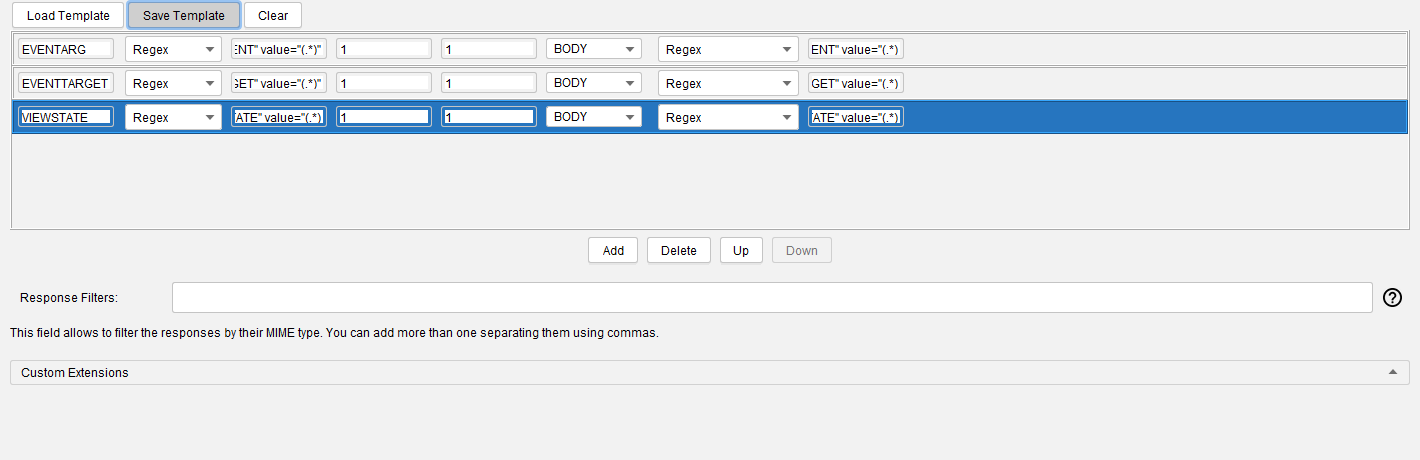 Load Template Save Template Clear
EVENTARG Regex ENT" value="(.*)" 1 1 BODY Regex ENT" value="(.*)
EVENTTARGET Regex GET" value="(.*)" 1 1 BODY Regex GET" value="(.*)
VIEWSTATE Regex ATE" value="(.*) 1 1 BODY Regex ATE" value="(.*)
Add Delete Up Down
Response Filters:
This field allows to filter the responses by their MIME type. You can add more than one separating them using commas.
Custom Extensions